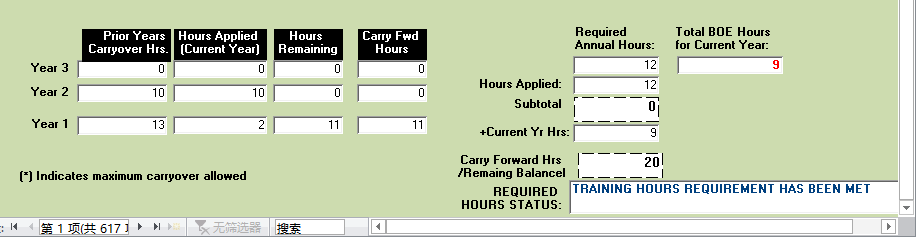 Prior Years Carryover Hrs. Hours Applied (Current Year) Hours Remaining Carry Fwd Hours
Year 3 0 0 0 0
Year 2 10 10 0 0
Year 1 13 2 11 11
(*) Indicates maximum carryover allowed
Required Annual Hours: 12
Total BOE Hours for Current Year: 9
Hours Applied: 12
Subtotal 0
+Current Yr Hrs: 9
Carry Forward Hrs
/Remaing Balancel 20
REQUIRED
HOURS STATUS: TRAINING HOURS REQUIREMENT HAS BEEN MET
第 1 项(共 617 无筛选器 搜索